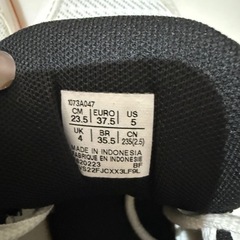 1073A047
CM EURO US
23.5 37.5 5
UK BR CN
4 35.5 235(2.5)
MADE IN INDONESIA
FABRIQUE EN INDONESIE
BF